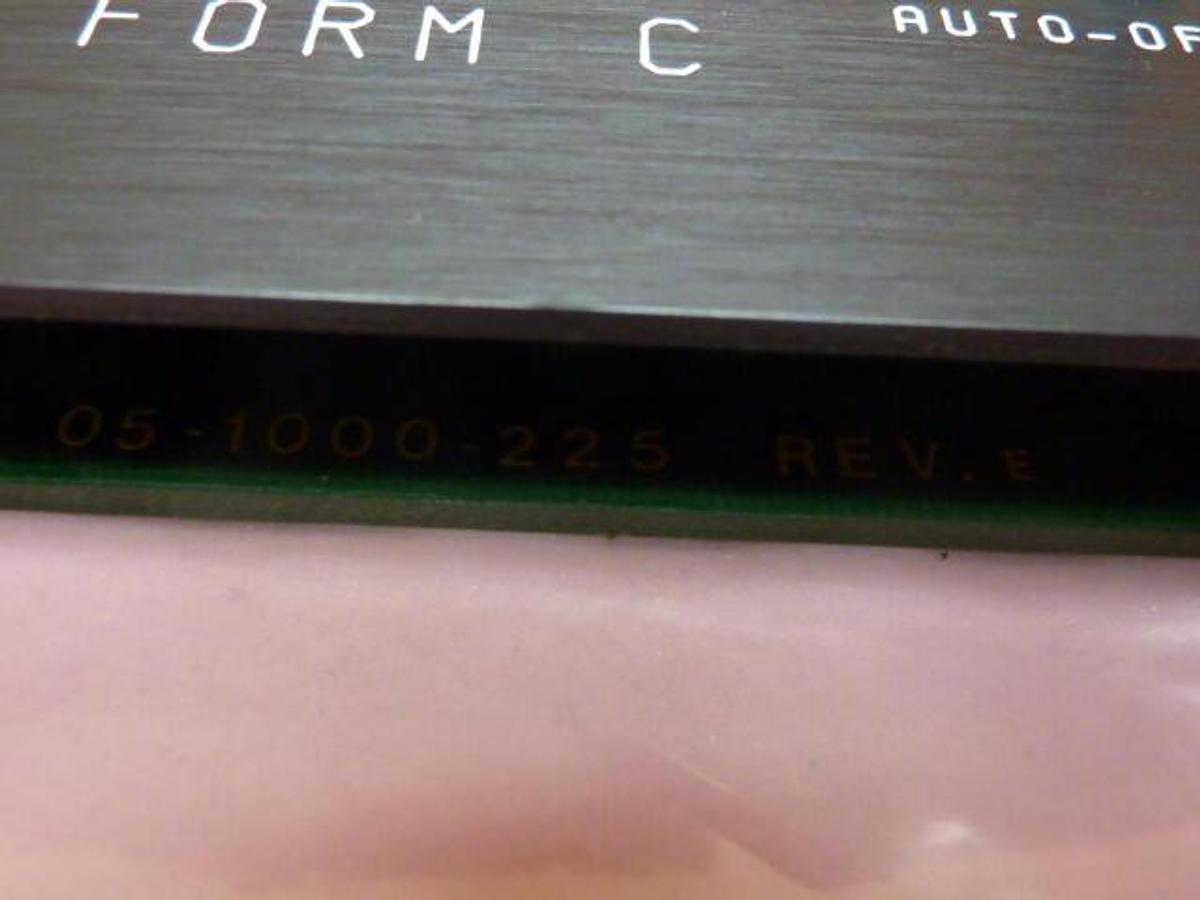 FORM C AUTO-OF
05-1000-225 REV. E